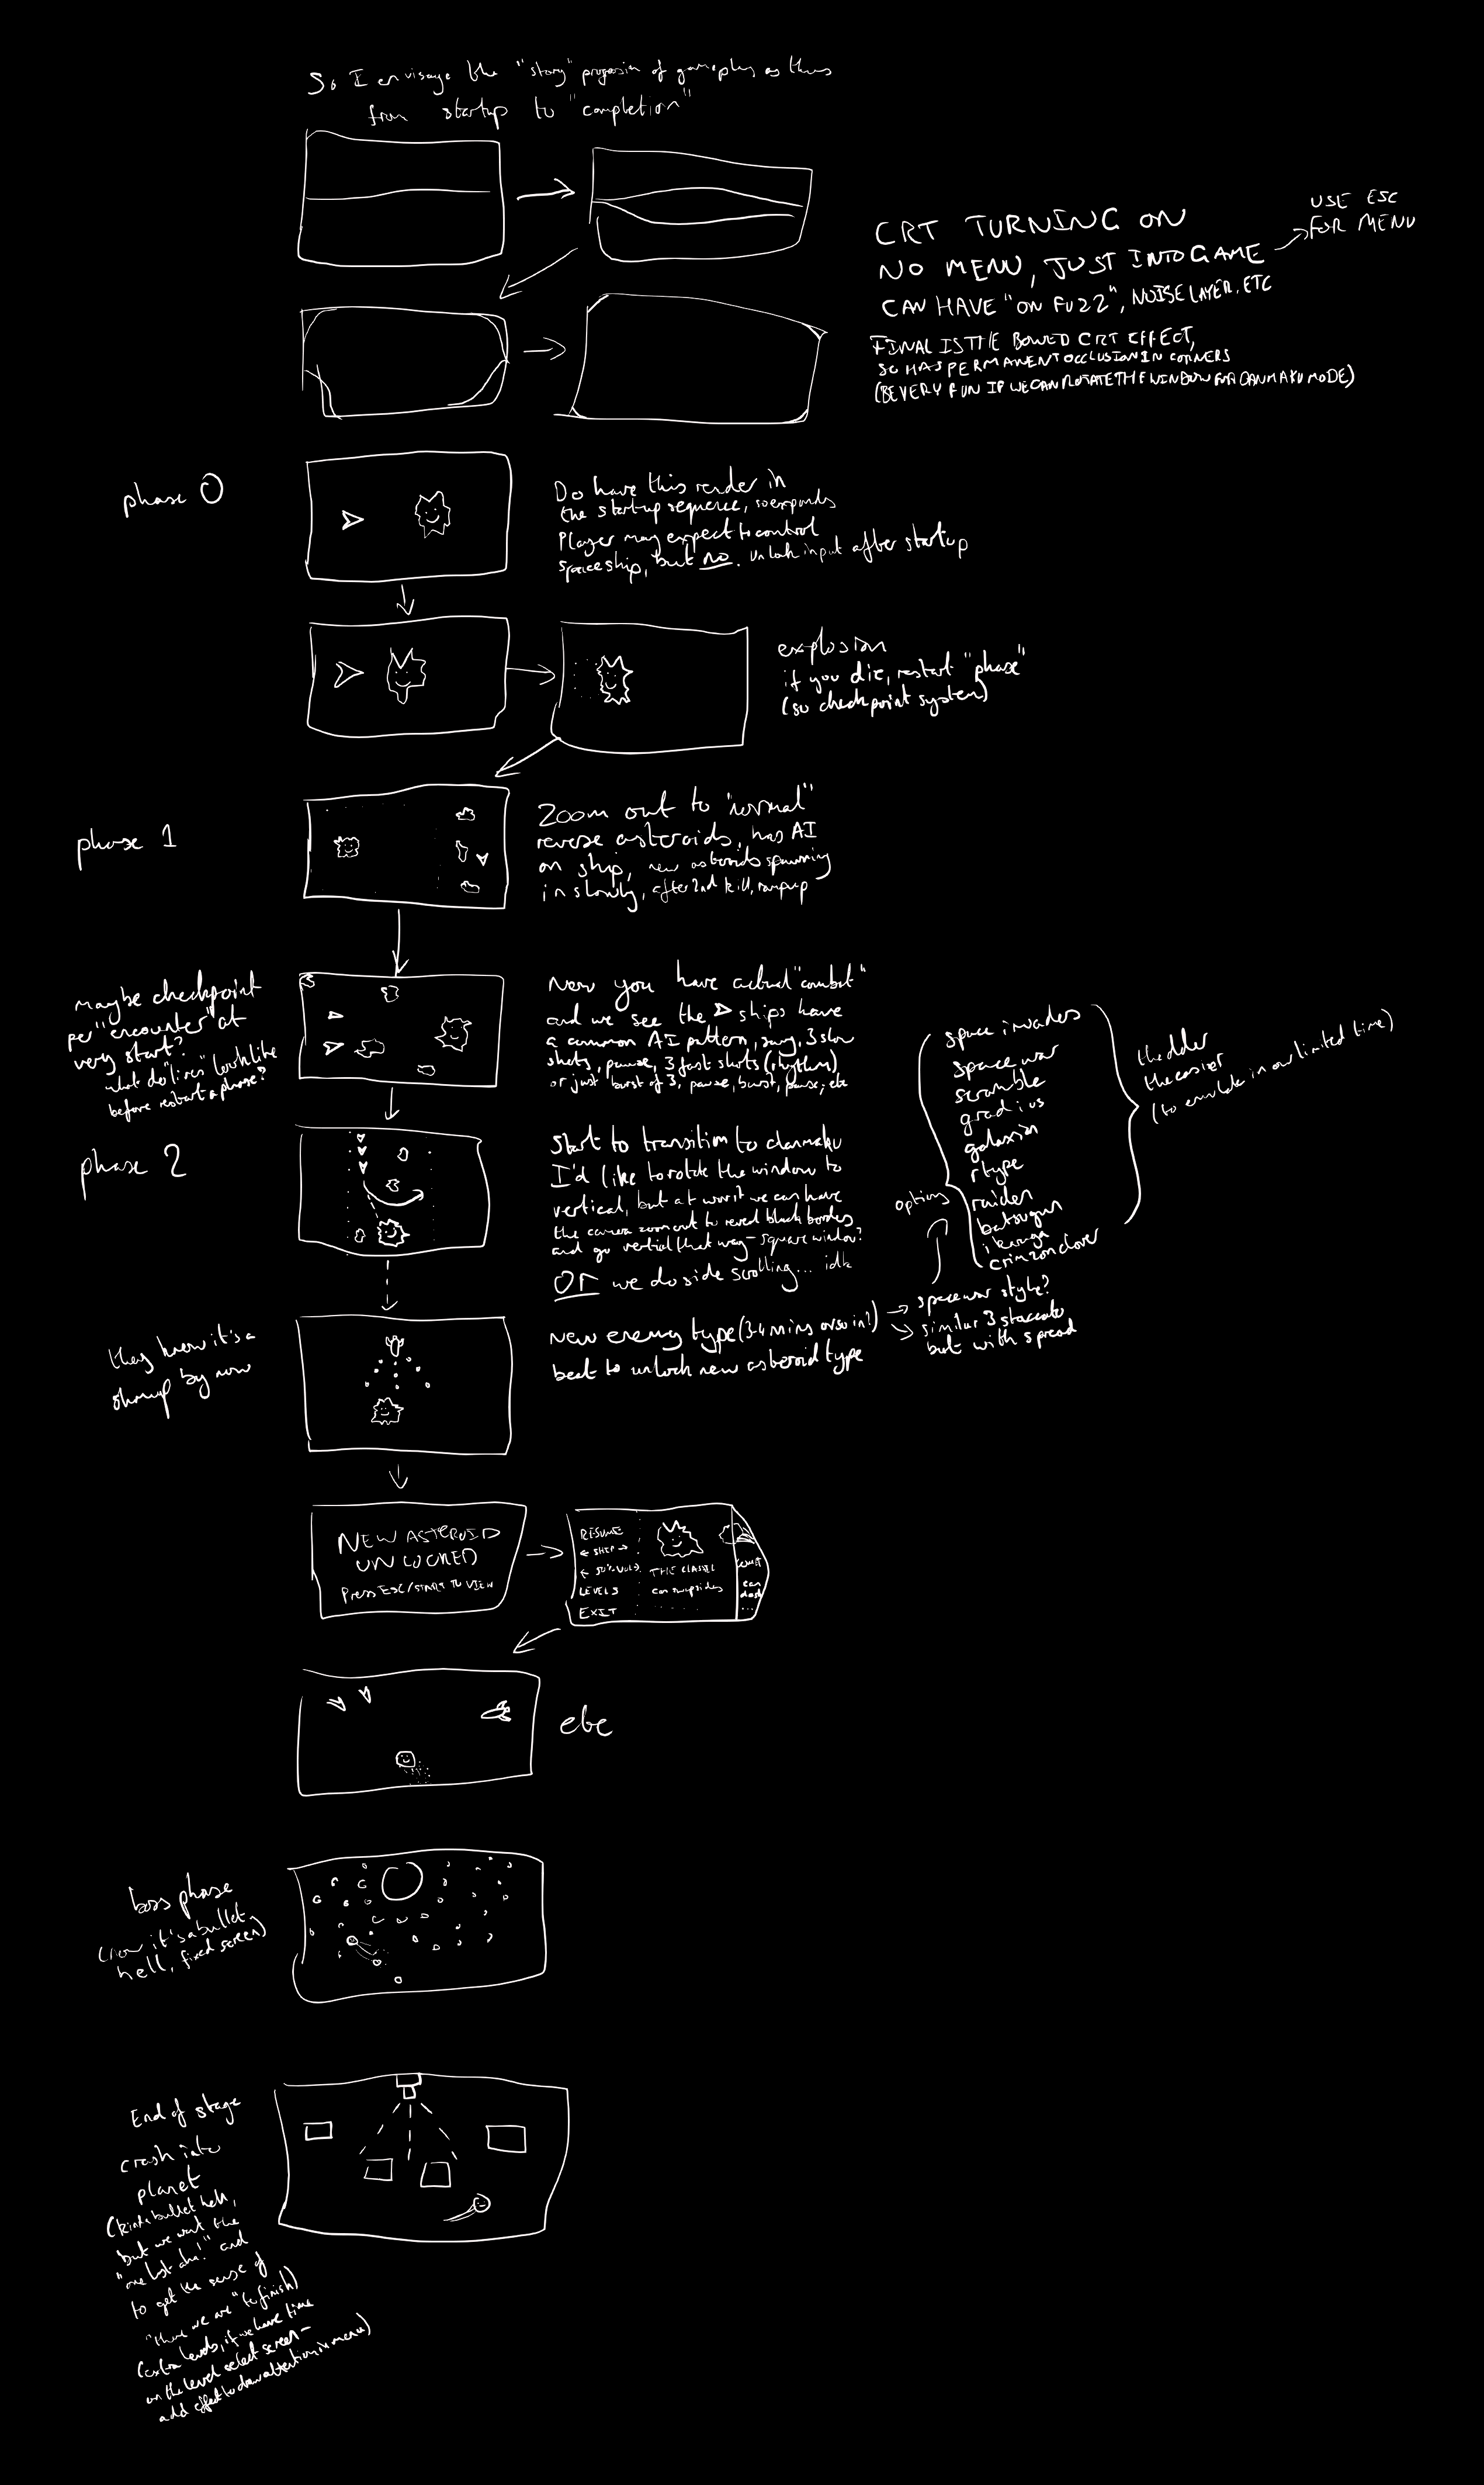 So I envisage the "story" progression of gameplay as thus
from startup to "completion"
CRT TURNING ON
NO MENU, JUST INTO GAME
USE ESC
FOR MENU
CAN HAVE "ON FUZZ", NOISE LAYER, ETC
FINAL IS THE BOWED CRT EFFECT,
SO HAS PERMANENT OCCLUSION IN CORNERS
(BE VERY FUN IF WE CAN ROTATE THE WINDOW FOR DANMAKU MODE)
phase 0
Do have this render in
the startup sequence, so expands
Player may expect to control
spaceship, but no. Unlock input after startup
explosion
if you die, restart "phase"
(so checkpoint system)
phase 1
Zoom out to "normal"
reverse asteroids, has AI
on ship, new asteroids spawning
in slowly, after 2nd kill, rampup
maybe checkpoint
per "encounter" at
very start?
what do "lives" look like
before restart a phase?
Now you have actual "combat"
and we see the ships have
a common AI pattern, say, 3 slow
shots, pause, 3 fast shots (rhythm)
or just burst of 3, pause, burst, pause, etc
phase 2
Start to transition to danmaku
I'd like to rotate the window to
vertical, but at worst we can have
the camera zoom out to reveal black borders
and go vertical that way - square window?
OR we do side scrolling... idk
options
space invaders
space war
scramble
gradius
galaxian
rtype
raiden
batsugun
ikaruga
crimzon clover
the older
the easier
(to emulate in our limited time)
they know it's a
shmup by now
New enemy type (3-4 mins or so in?)
beat to unlock new asteroid type
spacewar style?
similar 3 staccato
but with spread
NEW ASTEROID
UNLOCKED
Press ESC/START TO VIEW
RESUME
← SHIP →
← 50% VOL →
LEVELS
EXIT
THE CLASSIC
can swap sides
can
dash
...
etc
boss phase
(now it's a bullet
hell, fixed screen)
End of stage
crash into
planet
(kinda bullet hell,
but we want the
"one last aha!" and
to get the sense of
"there we are" to finish)
(extra levels, if we have time
on the level select screen -
add effect to draw attention in menu)